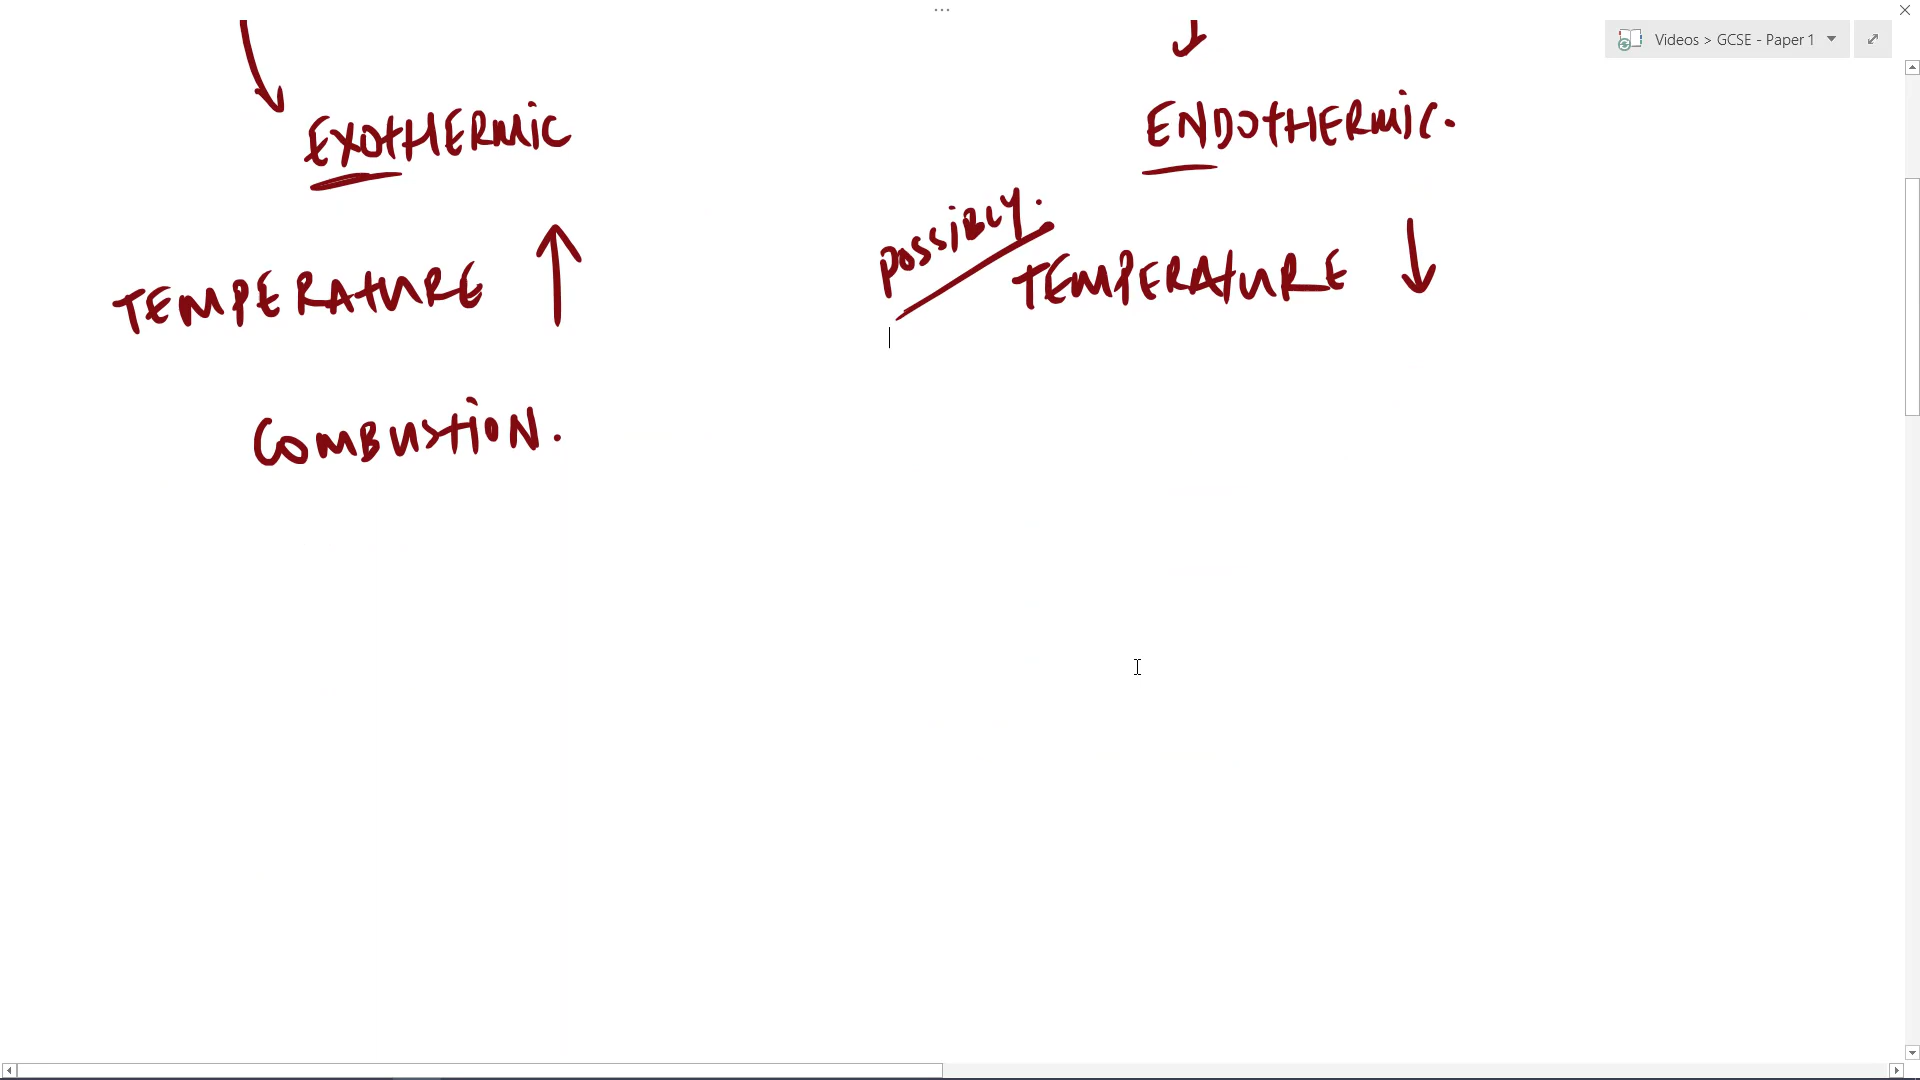 Videos > GCSE - Paper 1
EXOTHERMIC
ENDOTHERMIC.
possibly.
TEMPERATURE
TEMPERATURE
COMBUSTION.